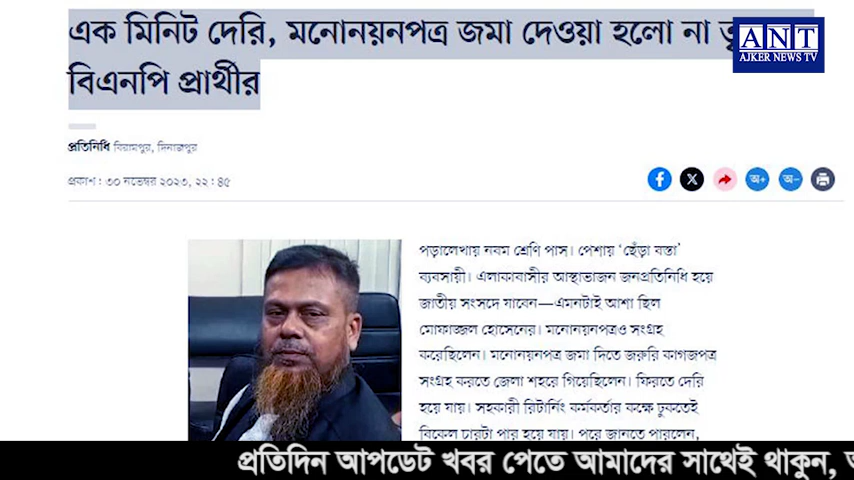 এক মিনিট দেরি, মনোনয়নপত্র জমা দেওয়া হলো না
বিএনপি প্রার্থীর
ANT
AJKER NEWS TV
প্রতিনিধি বিরামপুর, দিনাজপুর
প্রকাশ: ৩০ নভেম্বর ২০২৩, ২২: ৪৫
অ+ অ-
পড়ালেখায় নবম শ্রেণি পাস। পেশায় ‘ছেঁড়া বস্তা’
ব্যবসায়ী। এলাকাবাসীর আস্থাভাজন জনপ্রতিনিধি হয়ে
জাতীয় সংসদে যাবেন—এমনটাই আশা ছিল
মোফাজ্জল হোসেনের। মনোনয়নপত্রও সংগ্রহ
করেছিলেন। মনোনয়নপত্র জমা দিতে জরুরি কাগজপত্র
সংগ্রহ করতে জেলা শহরে গিয়েছিলেন। ফিরতে দেরি
হয়ে যায়। সহকারী রিটার্নিং কর্মকর্তার কক্ষে ঢুকতেই
বিকেল চারটা পার হয়ে যায়। পরে জানতে পারলেন,
প্রতিদিন আপডেট খবর পেতে আমাদের সাথেই থাকুন,